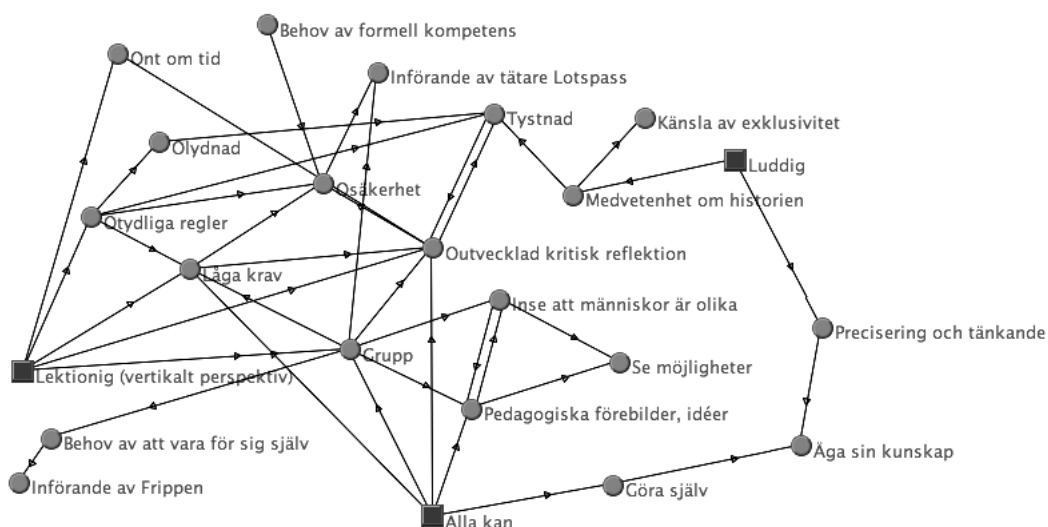 Behov av formell kompetens
Ont om tid
Införande av tätare Lotspass
Tystnad
Känsla av exklusivitet
Olydnad
Luddig
Osäkerhet
Medvetenhet om historien
Otydliga regler
Outvecklad kritisk reflektion
Låga krav
Inse att människor är olika
Precisering och tänkande
Grupp
Se möjligheter
Lektionig (vertikalt perspektiv)
Pedagogiska förebilder, idéer
Behov av att vara för sig själv
Äga sin kunskap
Införande av Frippen
Göra själv
Alla kan